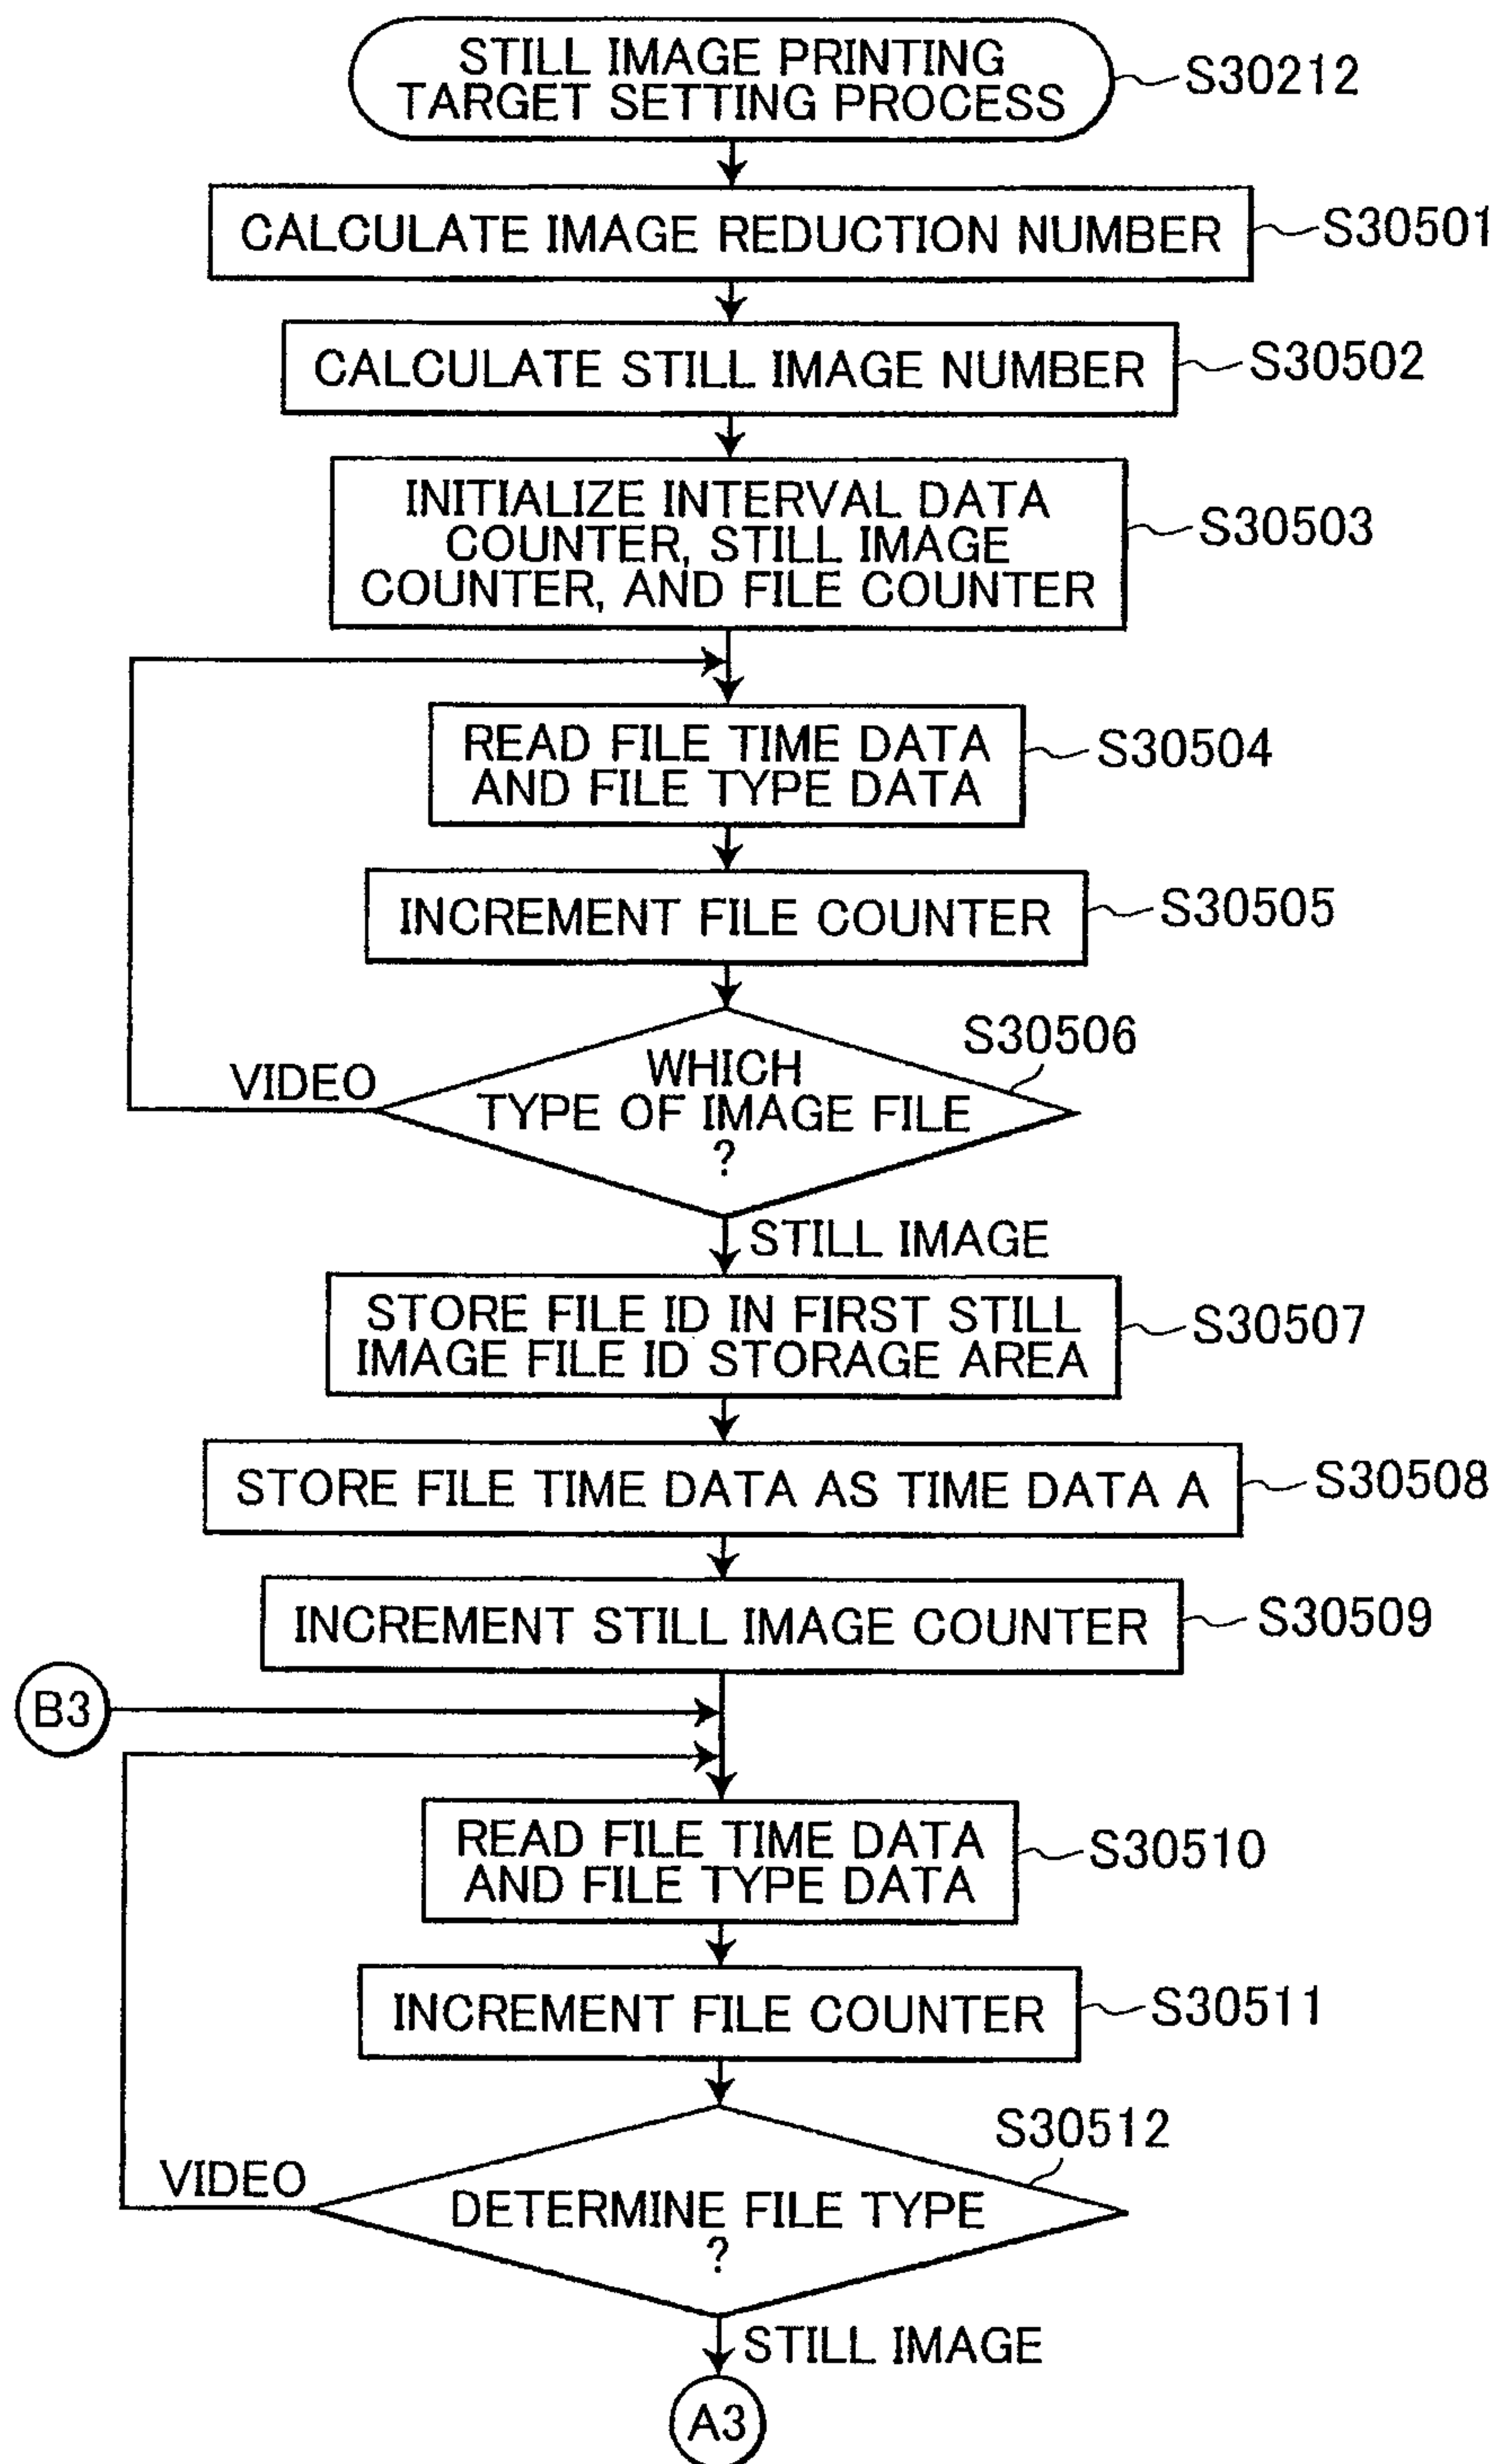 STILL IMAGE PRINTING
TARGET SETTING PROCESS
S30212
CALCULATE IMAGE REDUCTION NUMBER
S30501
CALCULATE STILL IMAGE NUMBER
S30502
INITIALIZE INTERVAL DATA
COUNTER, STILL IMAGE
COUNTER, AND FILE COUNTER
S30503
READ FILE TIME DATA
AND FILE TYPE DATA
S30504
INCREMENT FILE COUNTER
S30505
S30506
WHICH
TYPE OF IMAGE FILE
?
VIDEO
STILL IMAGE
STORE FILE ID IN FIRST STILL
IMAGE FILE ID STORAGE AREA
S30507
STORE FILE TIME DATA AS TIME DATA A
S30508
INCREMENT STILL IMAGE COUNTER
S30509
B3
READ FILE TIME DATA
AND FILE TYPE DATA
S30510
INCREMENT FILE COUNTER
S30511
S30512
VIDEO
DETERMINE FILE TYPE
?
STILL IMAGE
A3